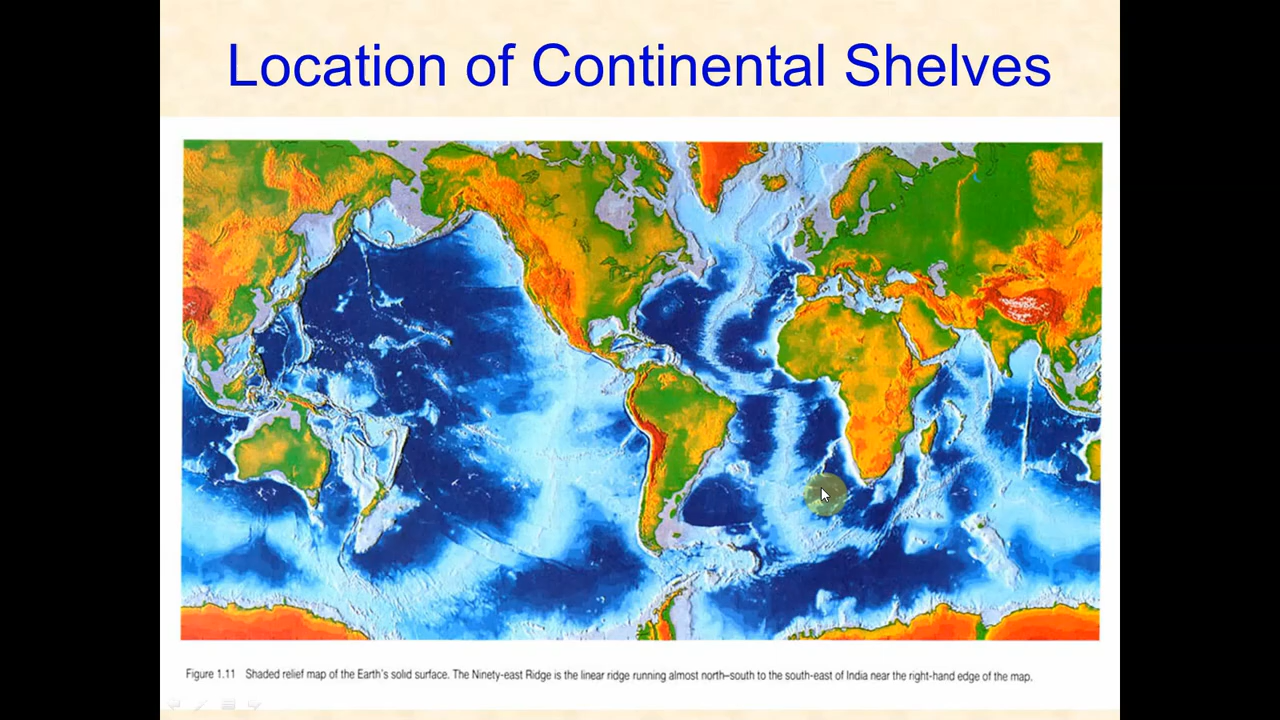 Location of Continental Shelves
Figure 1.11 Shaded relief map of the Earth's solid surface. The Ninety-east Ridge is the linear ridge running almost north–south to the south-east of India near the right-hand edge of the map.